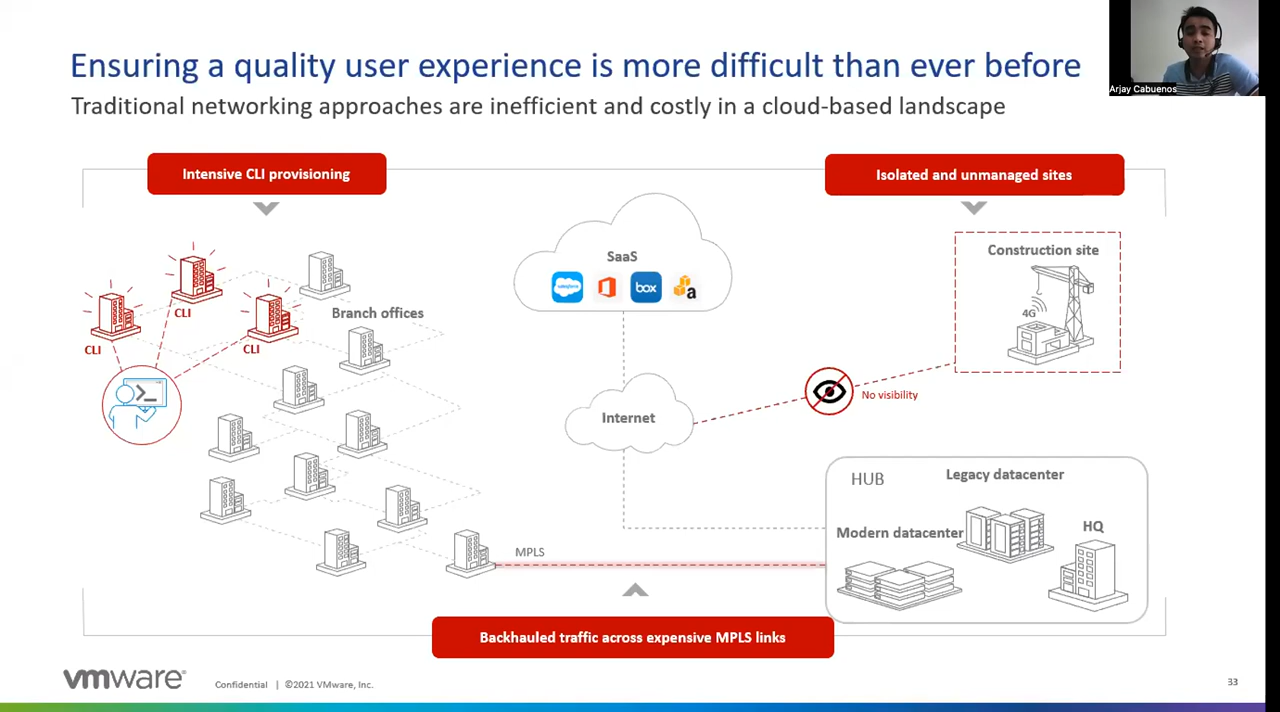 Ensuring a quality user experience is more difficult than ever before
Traditional networking approaches are inefficient and costly in a cloud-based landscape
Arjay Cabuenos
Intensive CLI provisioning
Isolated and unmanaged sites
SaaS
salesforce
box
a
Construction site
4G
CLI
CLI
CLI
Branch offices
Internet
No visibility
HUB
Legacy datacenter
Modern datacenter
HQ
MPLS
Backhauled traffic across expensive MPLS links
vmware
Confidential | ©2021 VMware, Inc.
33